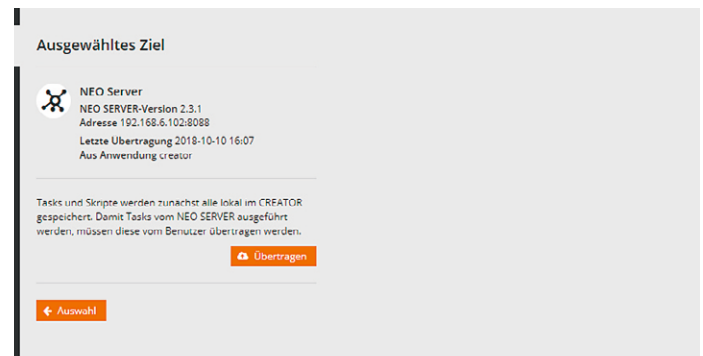 Ausgewähltes Ziel
NEO Server
NEO SERVER-Version 2.3.1
Adresse 192.168.6.102:8088
Letzte Übertragung 2018-10-10 16:07
Aus Anwendung creator
Tasks und Skripte werden zunächst alle lokal im CREATOR
gespeichert. Damit Tasks vom NEO SERVER ausgeführt
werden, müssen diese vom Benutzer übertragen werden.
Übertragen
Auswahl